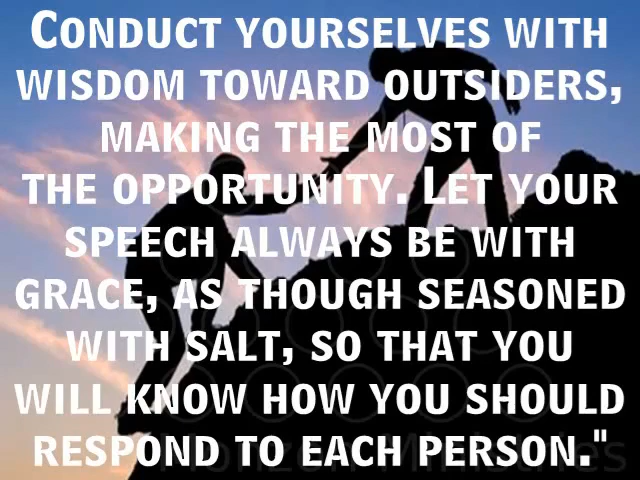 Conduct yourselves with
wisdom toward outsiders,
making the most of
the opportunity. Let your
speech always be with
grace, as though seasoned
with salt, so that you
will know how you should
respond to each person."